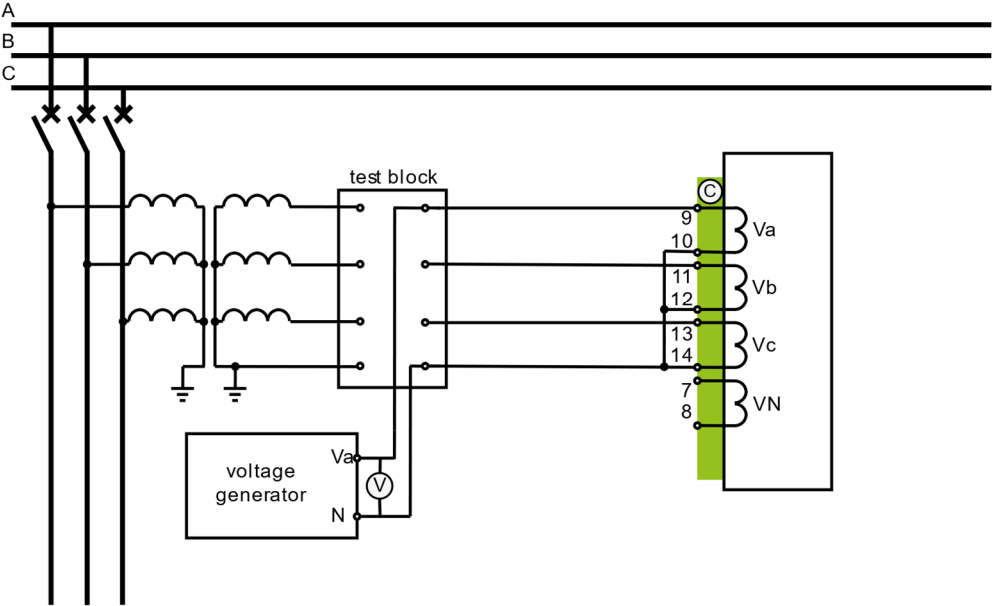 A
B
C
test block
C
9
Va
10
11
Vb
12
13
Vc
14
7
VN
8
voltage
generator
Va
V
N